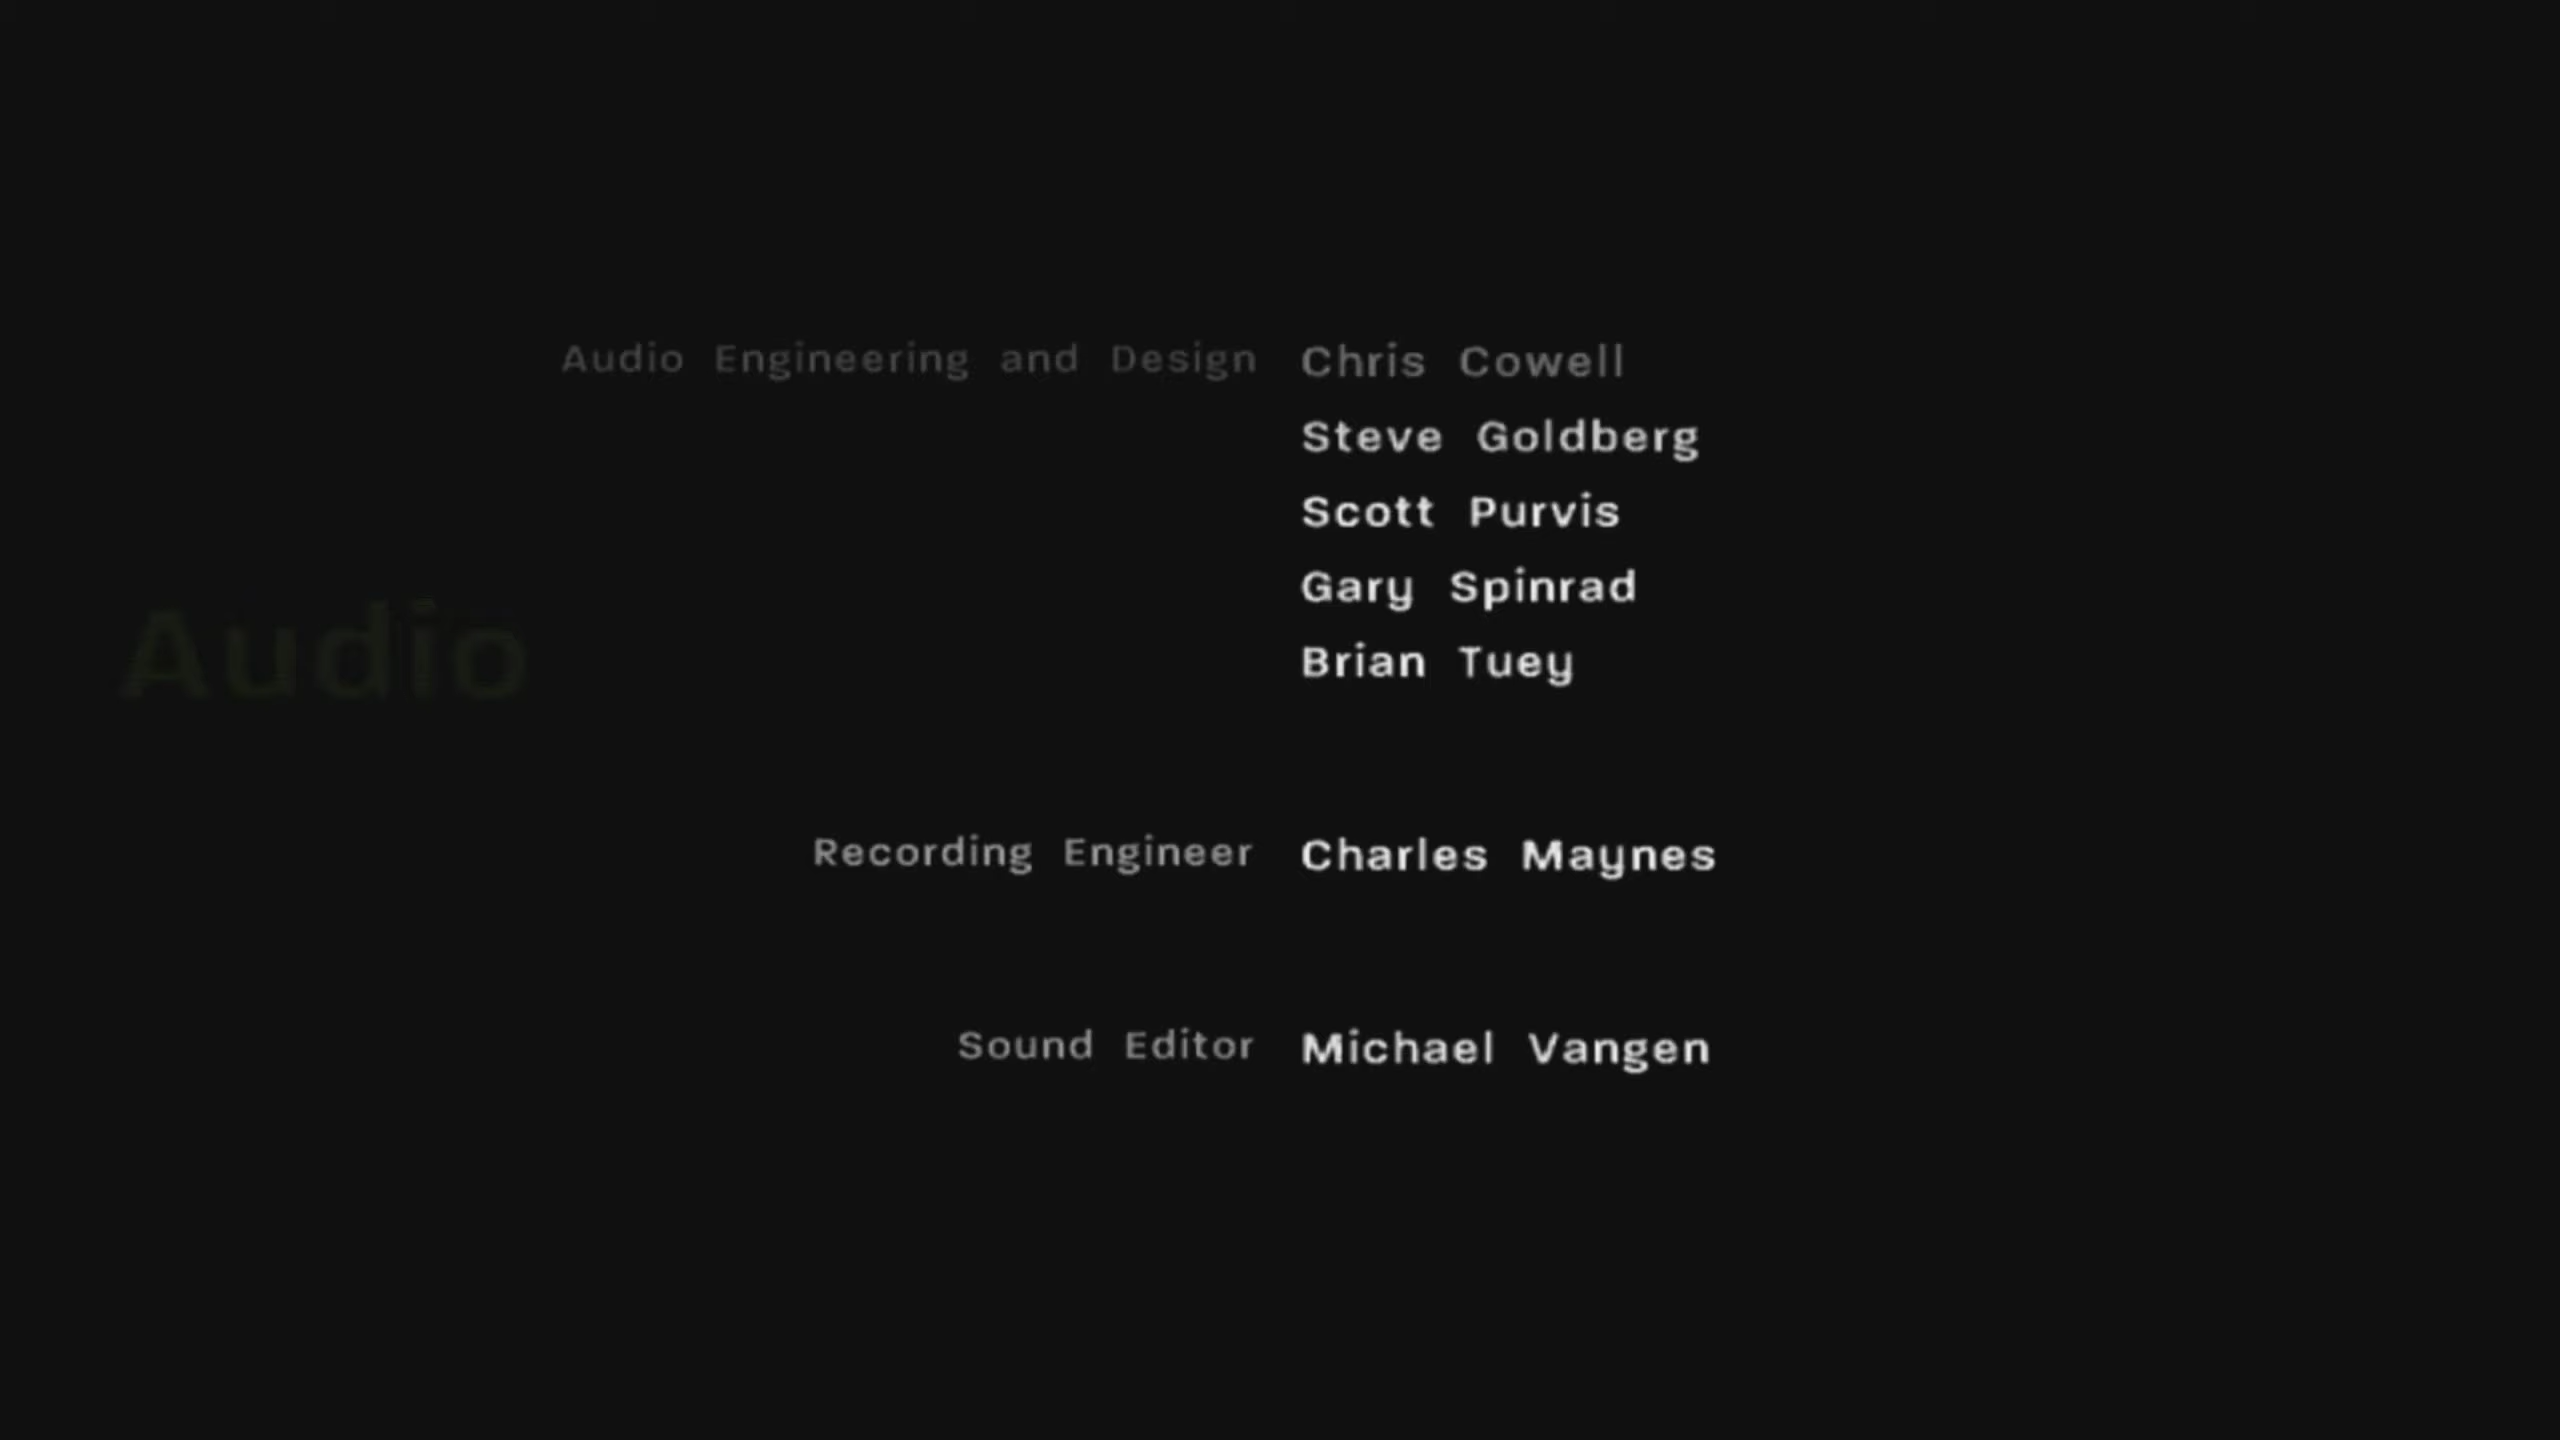 Audio Engineering and Design Chris Cowell
Steve Goldberg
Scott Purvis
Gary Spinrad
Brian Tuey
Audio
Recording Engineer Charles Maynes
Sound Editor Michael Vangen